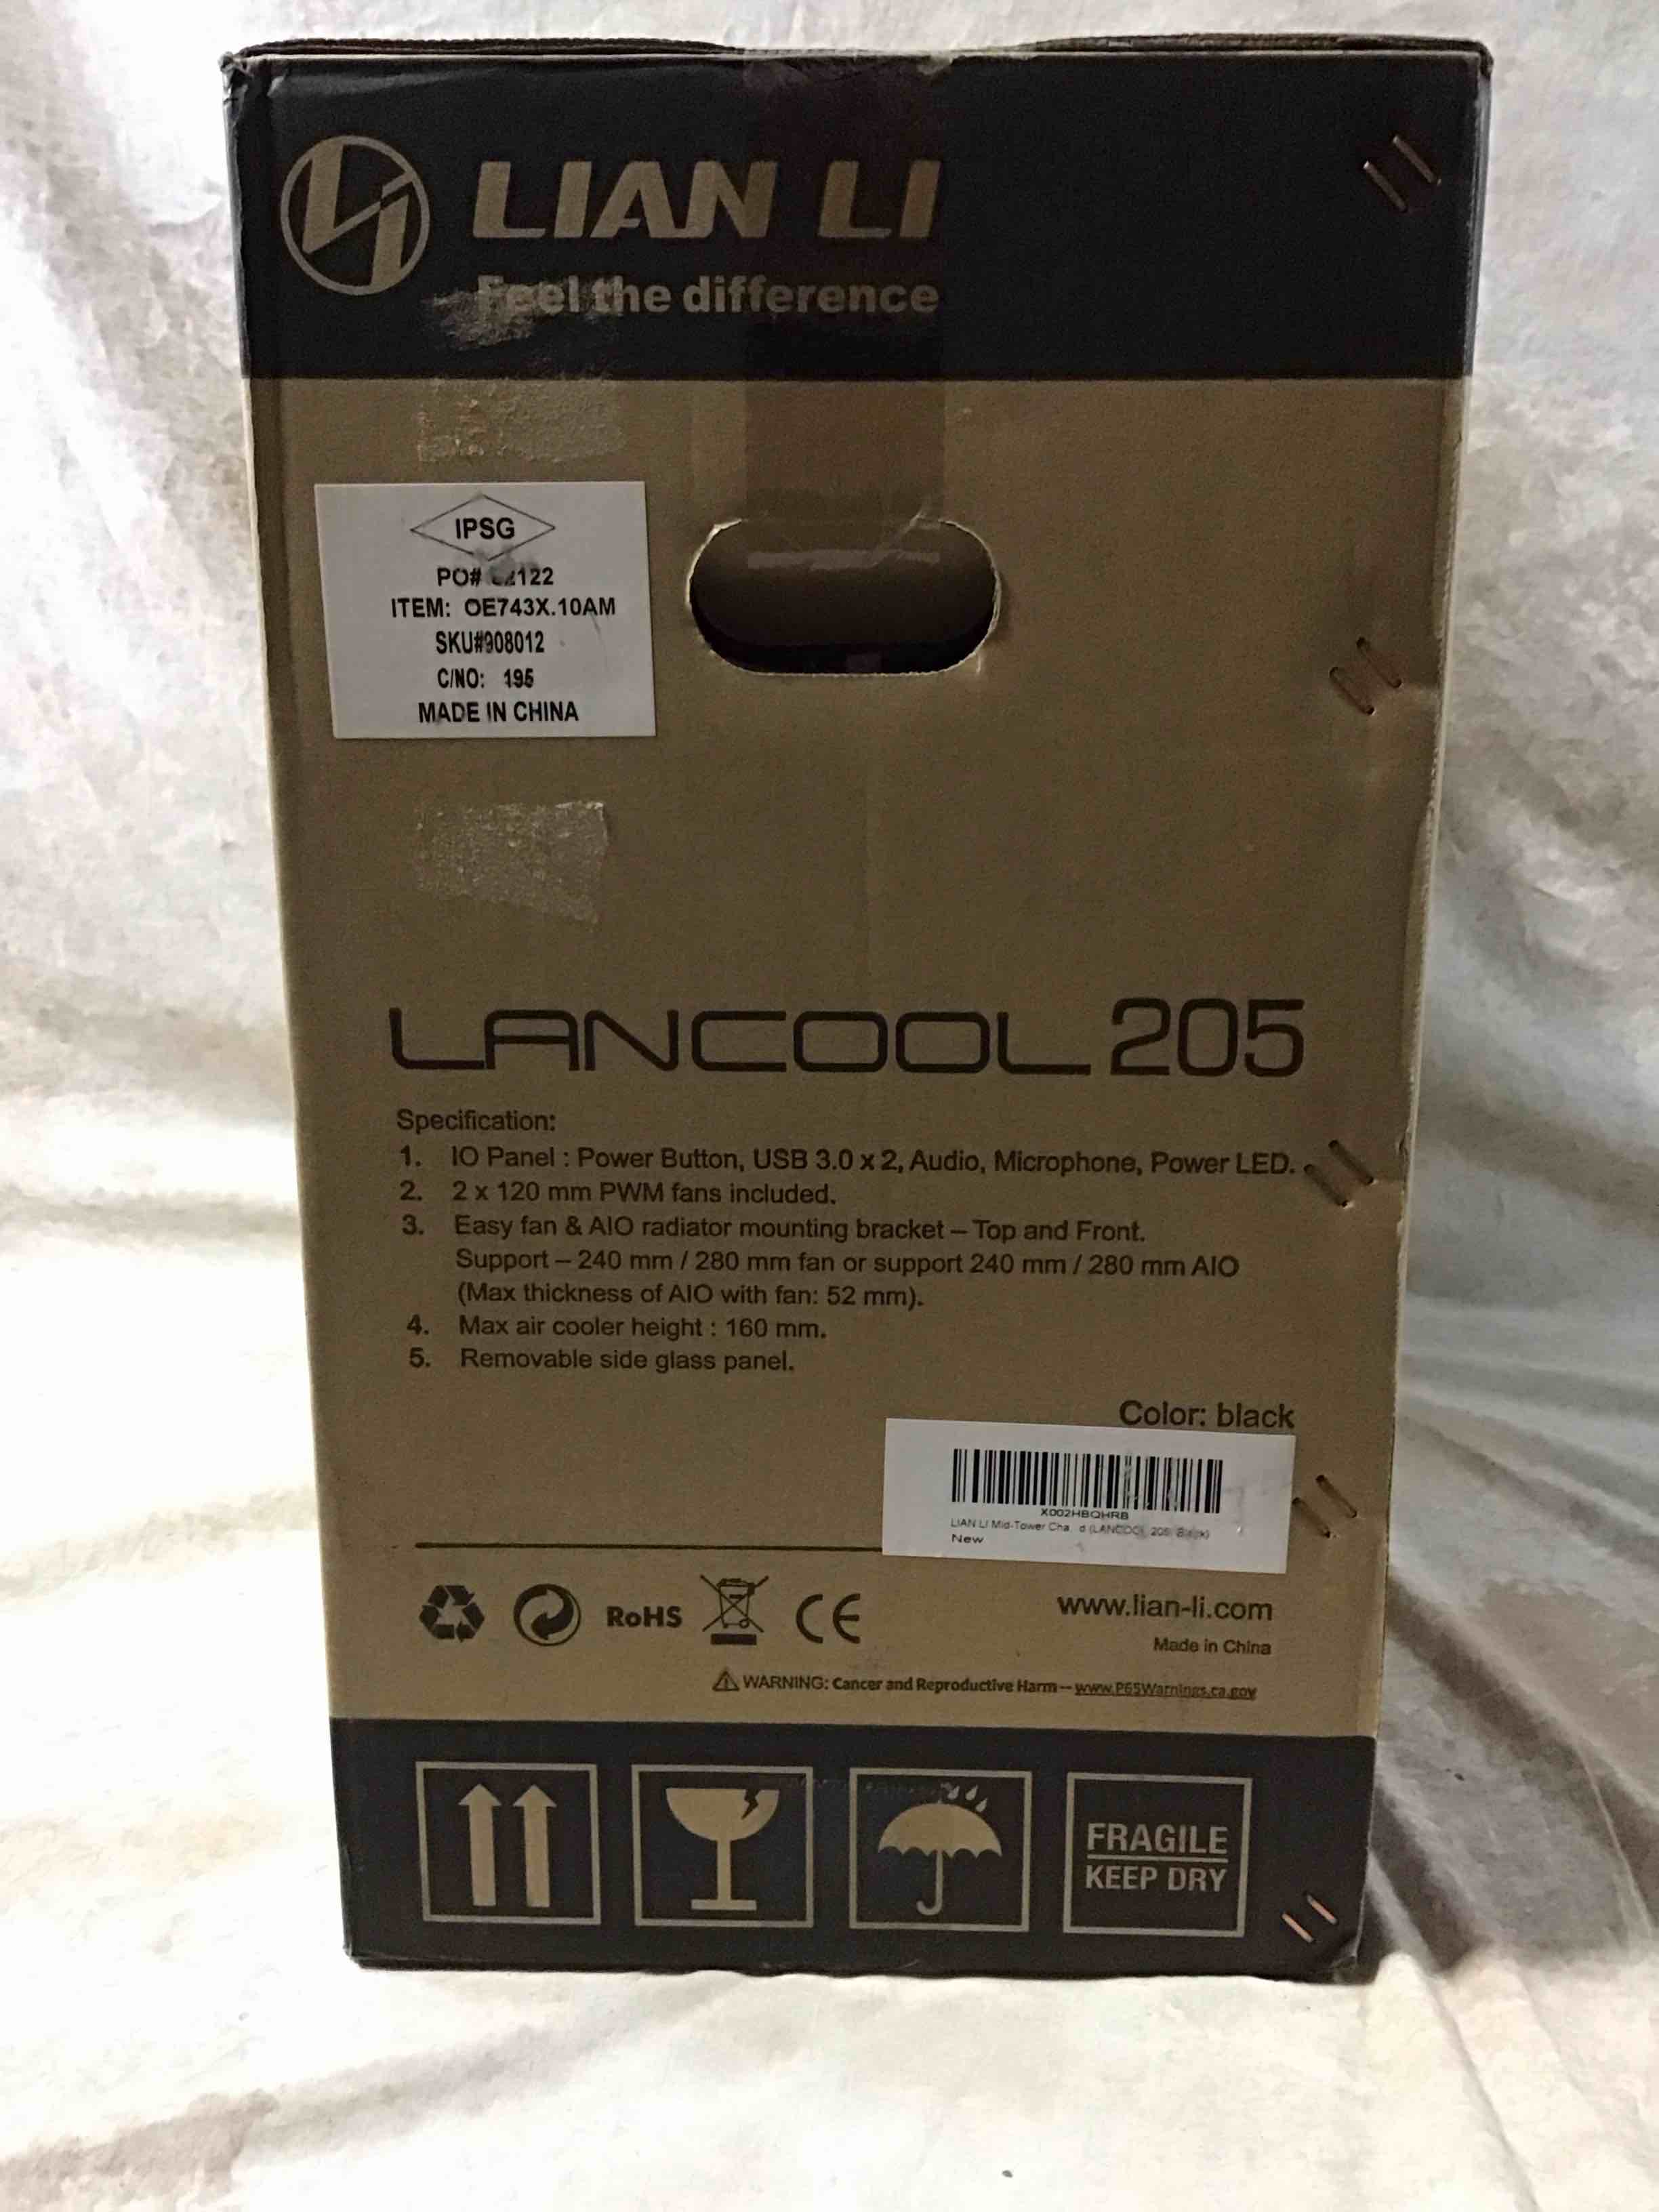 LIAN LI
Feel the difference
IPSG
PO# 122
ITEM: OE743X.10AM
SKU#908012
C/NO: 195
MADE IN CHINA
LANCOOL 205
Specification:
1. IO Panel : Power Button, USB 3.0 x 2, Audio, Microphone, Power LED.
2. 2 x 120 mm PWM fans included.
3. Easy fan & AIO radiator mounting bracket – Top and Front.
Support – 240 mm / 280 mm fan or support 240 mm / 280 mm AIO
(Max thickness of AIO with fan: 52 mm).
4. Max air cooler height : 160 mm.
5. Removable side glass panel.
Color: black
X002HBQHRB
LIAN LI Mid-Tower Cha d (LANCOOL 205 Black)
New
RoHS
CE
www.lian-li.com
Made in China
WARNING: Cancer and Reproductive Harm – www.P65Warnings.ca.gov
FRAGILE
KEEP DRY